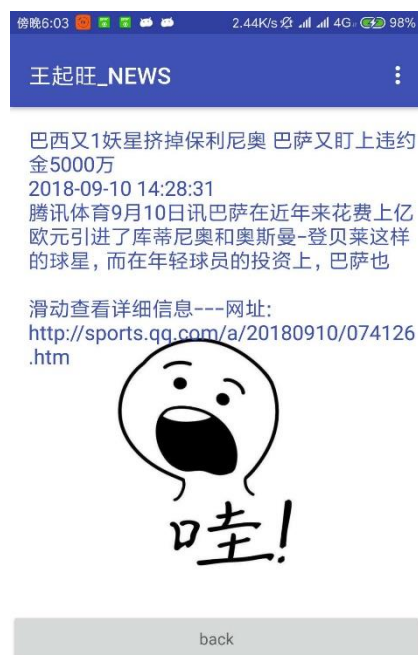 傍晚6:03 2.44K/s 4G 98%
王起旺_NEWS
巴西又1妖星挤掉保利尼奥 巴萨又盯上违约
金5000万
2018-09-10 14:28:31
腾讯体育9月10日讯巴萨在近年来花费上亿
欧元引进了库蒂尼奥和奥斯曼-登贝莱这样
的球星，而在年轻球员的投资上，巴萨也
滑动查看详细信息---网址:
http://sports.qq.com/a/20180910/074126
.htm
哇!
back